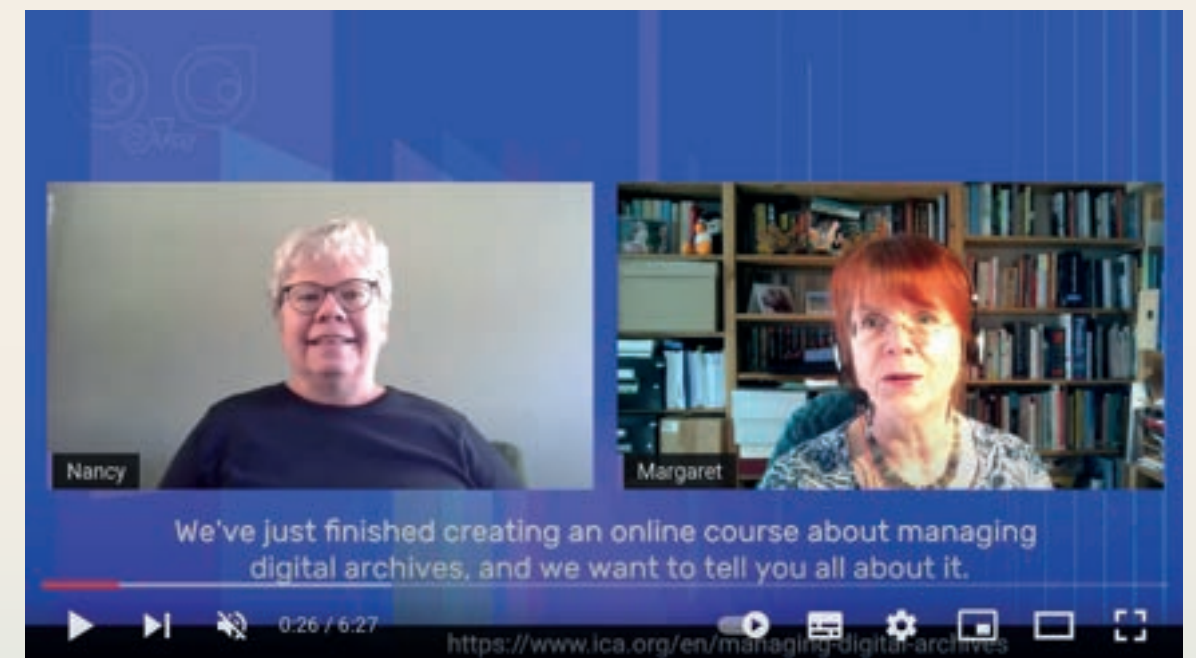 Nancy
Margaret
We've just finished creating an online course about managing
digital archives, and we want to tell you all about it.
0:26 / 6:27
https://www.ica.org/en/managing-digital-archives